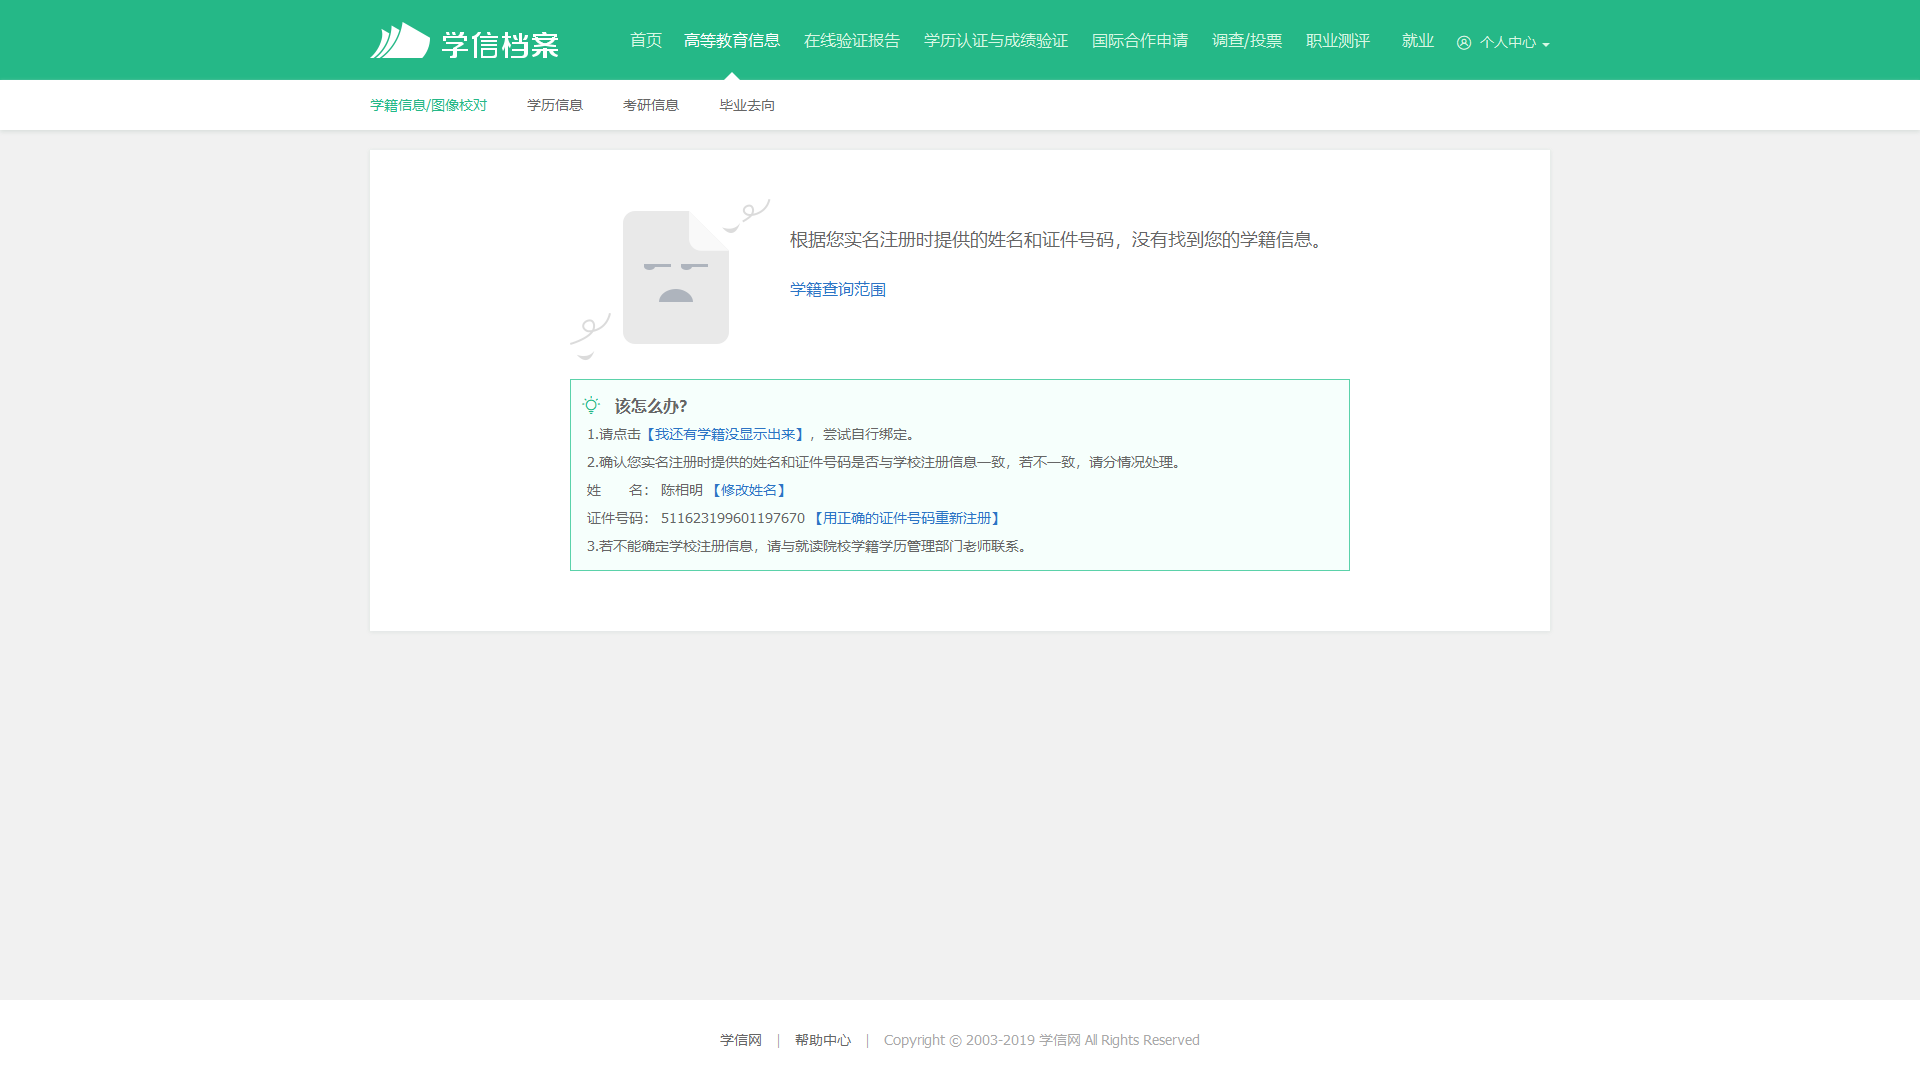 学信档案
首页 高等教育信息 在线验证报告 学历认证与成绩验证 国际合作申请 调查/投票 职业测评 就业 个人中心
学籍信息/图像校对 学历信息 考研信息 毕业去向
根据您实名注册时提供的姓名和证件号码，没有找到您的学籍信息。
学籍查询范围
该怎么办?
1.请点击【我还有学籍没显示出来】，尝试自行绑定。
2.确认您实名注册时提供的姓名和证件号码是否与学校注册信息一致，若不一致，请分情况处理。
姓 名： 陈相明 【修改姓名】
证件号码： 511623199601197670 【用正确的证件号码重新注册】
3.若不能确定学校注册信息，请与就读院校学籍学历管理部门老师联系。
学信网 | 帮助中心 | Copyright © 2003-2019 学信网 All Rights Reserved